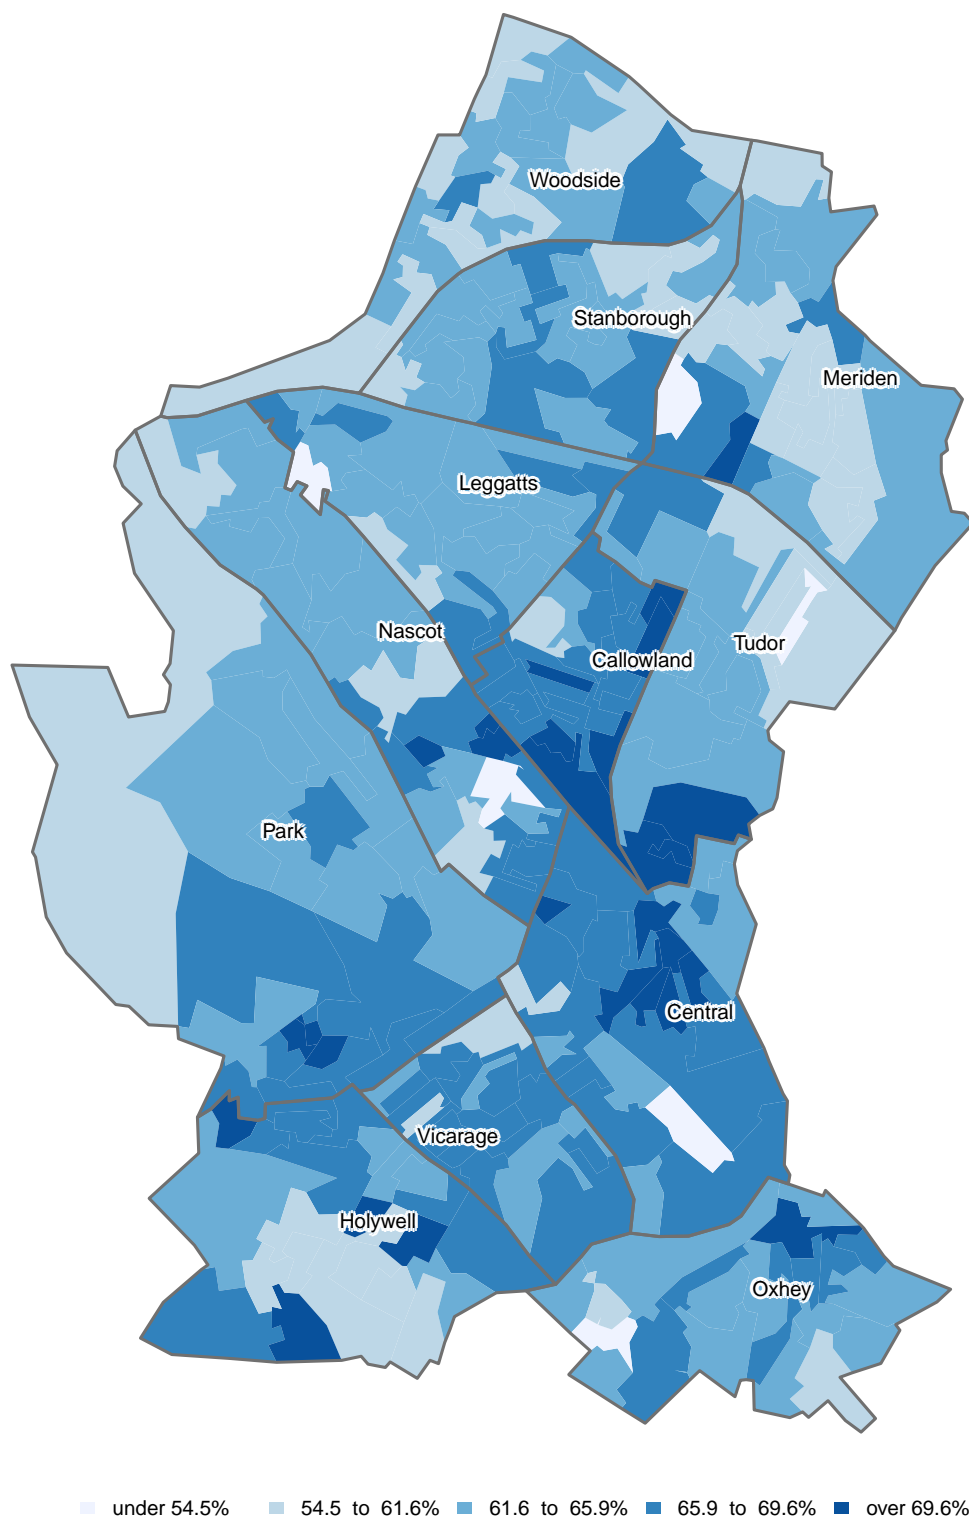 Woodside
Stanborough
Meriden
Leggatts
Nascot
Callowland
Tudor
Park
Central
Vicarage
Holywell
Oxhey
under 54.5% 54.5 to 61.6% 61.6 to 65.9% 65.9 to 69.6% over 69.6%